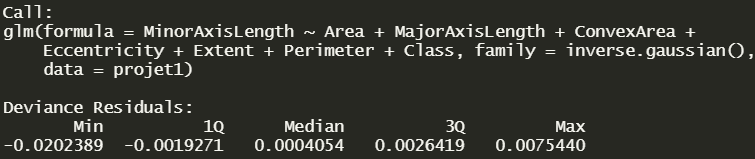 Call:
glm(formula = MinorAxisLength ~ Area + MajorAxisLength + ConvexArea +
    Eccentricity + Extent + Perimeter + Class, family = inverse.gaussian(),
    data = projet1)

Deviance Residuals:
       Min          1Q      Median          3Q         Max
-0.0202389  -0.0019271   0.0004054   0.0026419   0.0075440